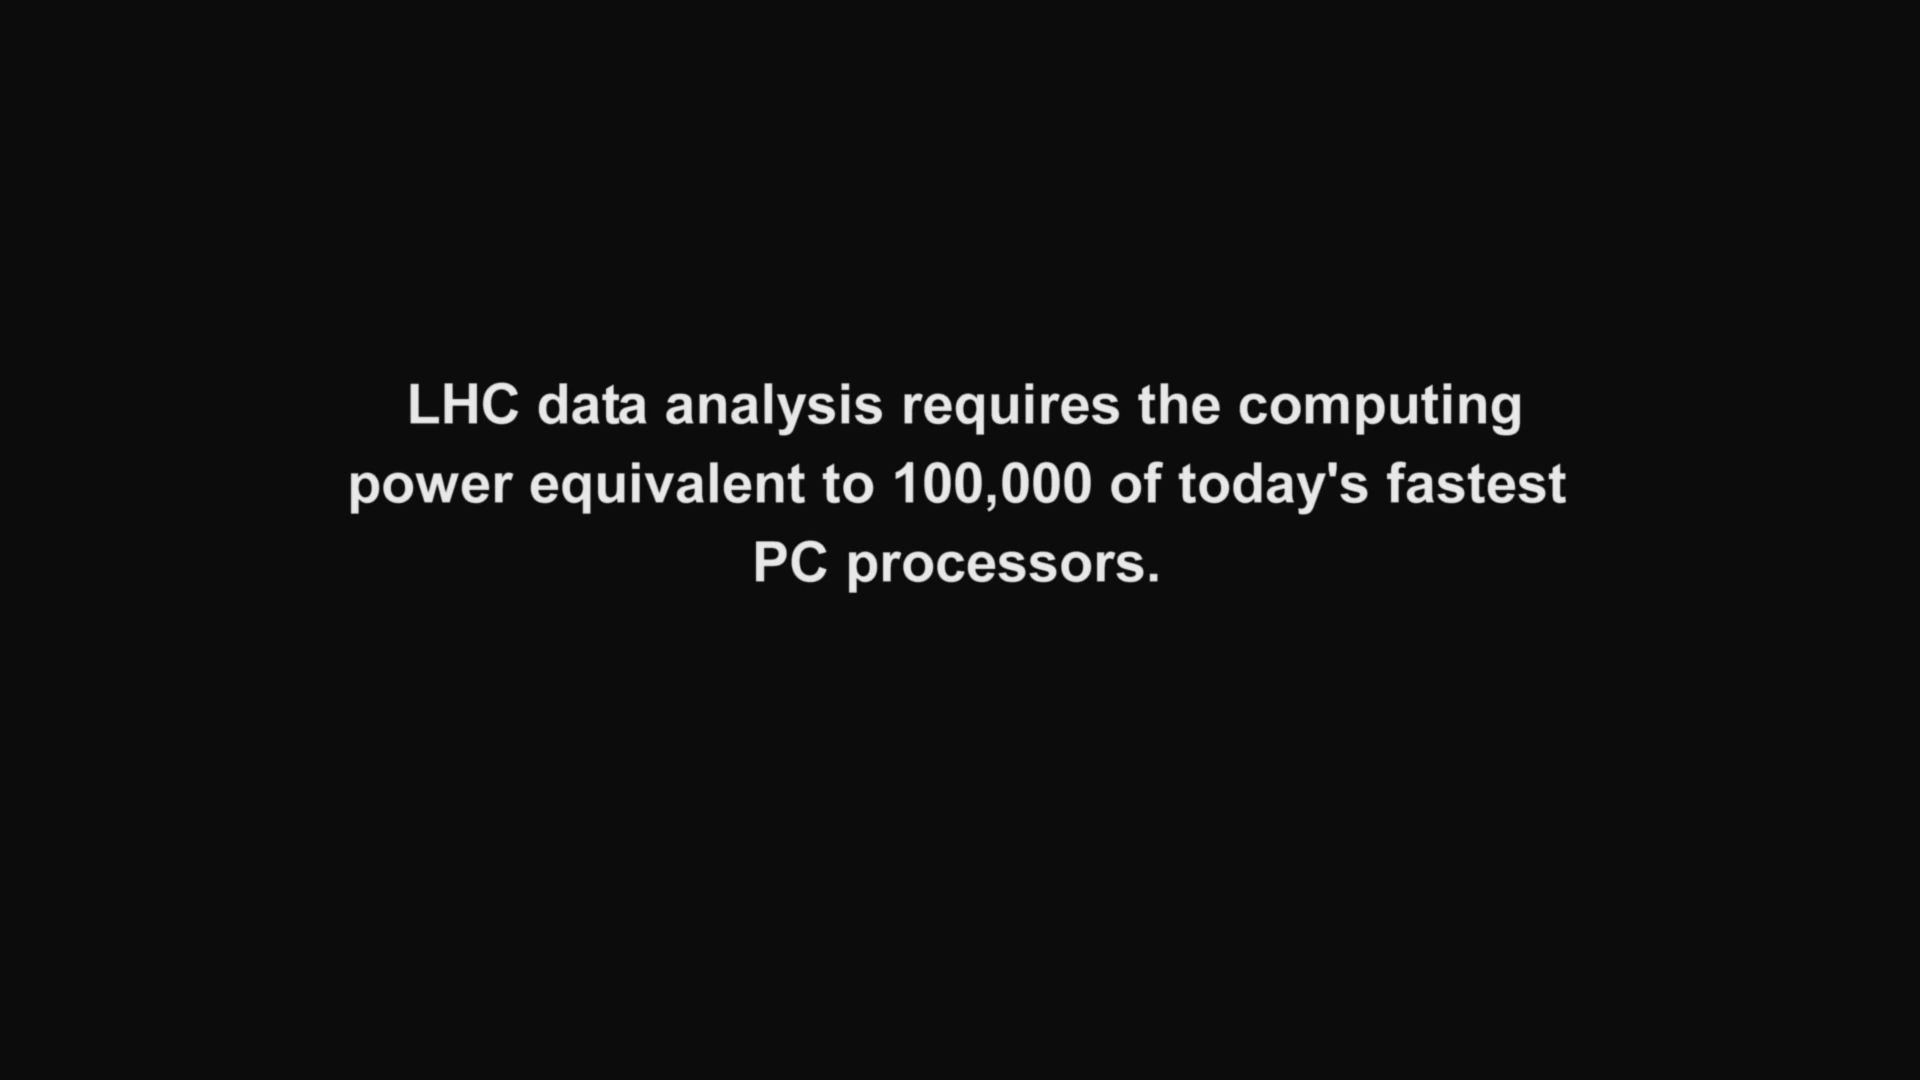 LHC data analysis requires the computing
power equivalent to 100,000 of today's fastest
PC processors.